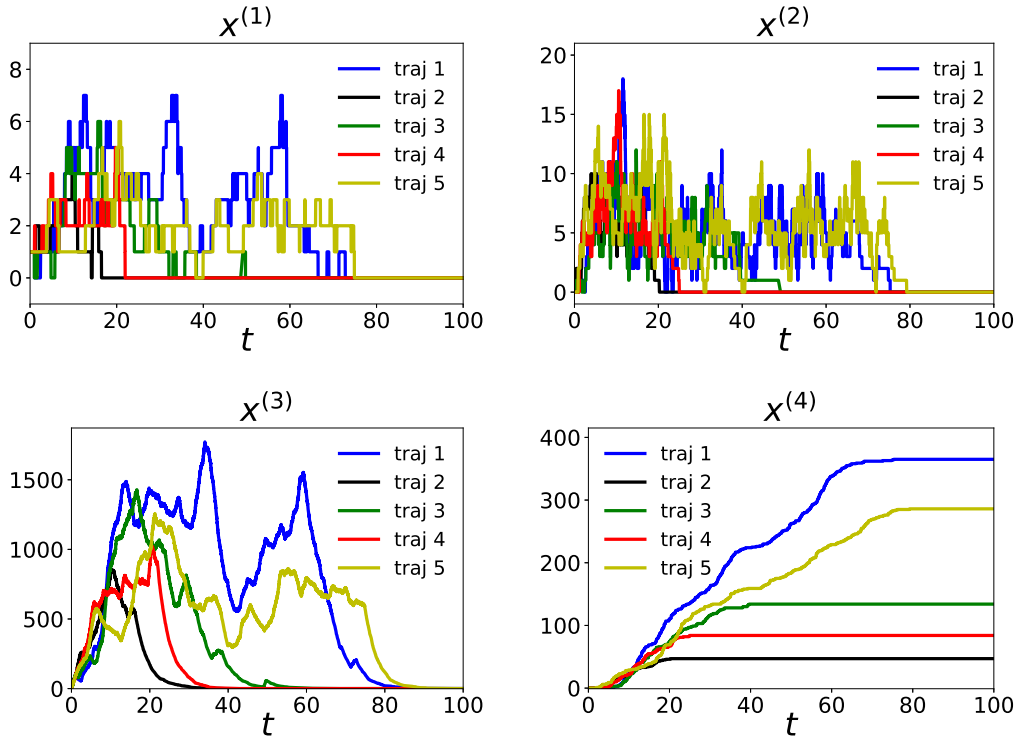 x(1)
8
6
4
2
0
0 20 40 60 80 100
t
traj 1
traj 2
traj 3
traj 4
traj 5
x(2)
20
15
10
5
0
0 20 40 60 80 100
t
traj 1
traj 2
traj 3
traj 4
traj 5
x(3)
1500
1000
500
0
0 20 40 60 80 100
t
traj 1
traj 2
traj 3
traj 4
traj 5
x(4)
400
300
200
100
0
0 20 40 60 80 100
t
traj 1
traj 2
traj 3
traj 4
traj 5